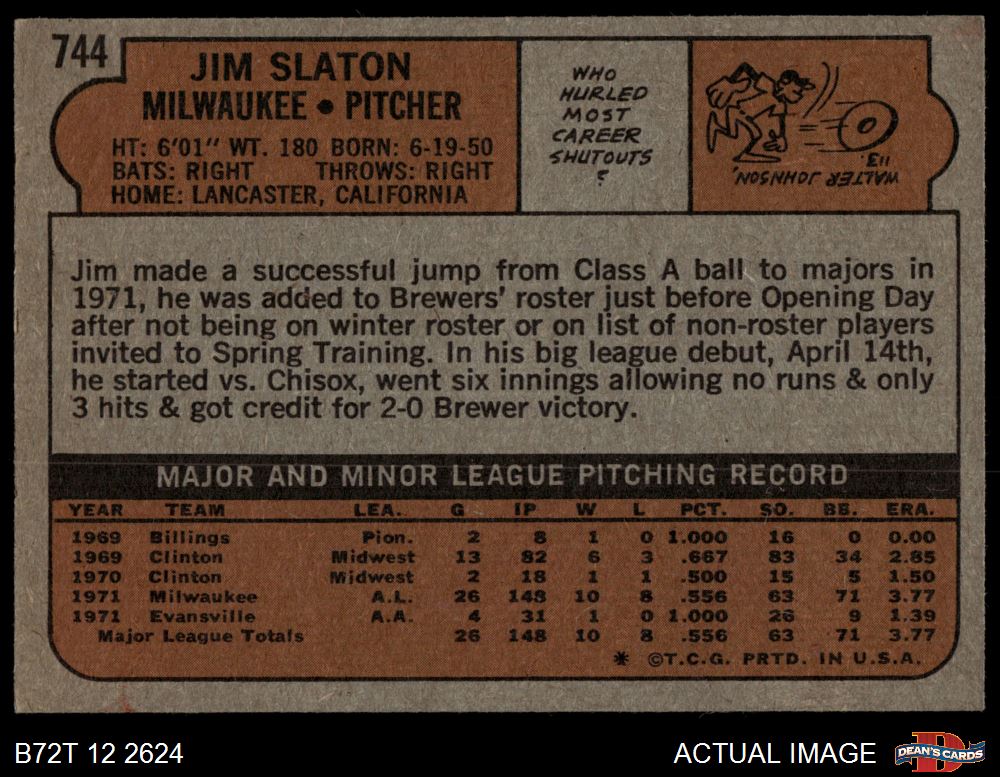 744
JIM SLATON
MILWAUKEE • PITCHER
HT: 6'01" WT. 180 BORN: 6-19-50
BATS: RIGHT THROWS: RIGHT
HOME: LANCASTER, CALIFORNIA
WHO
HURLED
MOST
CAREER
SHUTOUTS
?
WALTER JOHNSON,
113.
Jim made a successful jump from Class A ball to majors in
1971, he was added to Brewers' roster just before Opening Day
after not being on winter roster or on list of non-roster players
invited to Spring Training. In his big league debut, April 14th,
he started vs. Chisox, went six innings allowing no runs & only
3 hits & got credit for 2-0 Brewer victory.
MAJOR AND MINOR LEAGUE PITCHING RECORD
YEAR TEAM LEA. G IP W L PCT. SO. BB. ERA.
1969 Billings Pion. 2 8 1 0 1.000 16 0 0.00
1969 Clinton Midwest 13 82 6 3 .667 83 34 2.85
1970 Clinton Midwest 2 18 1 1 .500 15 5 1.50
1971 Milwaukee A.L. 26 148 10 8 .556 63 71 3.77
1971 Evansville A.A. 4 31 1 0 1.000 26 9 1.39
Major League Totals 26 148 10 8 .556 63 71 3.77
* ©T.C.G. PRTD. IN U.S.A.
B72T 12 2624
ACTUAL IMAGE
DEAN'S CARDS